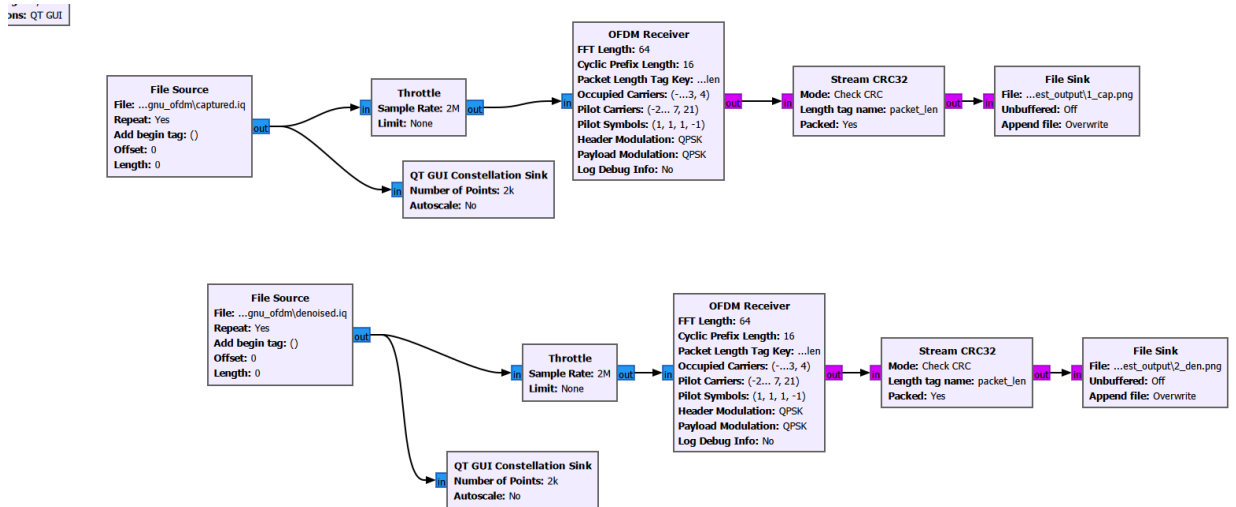 ons: QT GUI
File Source
File: ...gnu_ofdm\captured.iq
Repeat: Yes
Add begin tag: ()
Offset: 0
Length: 0
out
in
Throttle
Sample Rate: 2M
Limit: None
out
in
QT GUI Constellation Sink
Number of Points: 2k
Autoscale: No
in
OFDM Receiver
FFT Length: 64
Cyclic Prefix Length: 16
Packet Length Tag Key: ...len
Occupied Carriers: (-...3, 4)
Pilot Carriers: (-2... 7, 21)
Pilot Symbols: (1, 1, 1, -1)
Header Modulation: QPSK
Payload Modulation: QPSK
Log Debug Info: No
out
in
Stream CRC32
Mode: Check CRC
Length tag name: packet_len
Packed: Yes
out
in
File Sink
File: ...est_output\1_cap.png
Unbuffered: Off
Append file: Overwrite
File Source
File: ...gnu_ofdm\denoised.iq
Repeat: Yes
Add begin tag: ()
Offset: 0
Length: 0
out
in
Throttle
Sample Rate: 2M
Limit: None
out
in
QT GUI Constellation Sink
Number of Points: 2k
Autoscale: No
in
OFDM Receiver
FFT Length: 64
Cyclic Prefix Length: 16
Packet Length Tag Key: ...len
Occupied Carriers: (-...3, 4)
Pilot Carriers: (-2... 7, 21)
Pilot Symbols: (1, 1, 1, -1)
Header Modulation: QPSK
Payload Modulation: QPSK
Log Debug Info: No
out
in
Stream CRC32
Mode: Check CRC
Length tag name: packet_len
Packed: Yes
out
in
File Sink
File: ...est_output\2_den.png
Unbuffered: Off
Append file: Overwrite